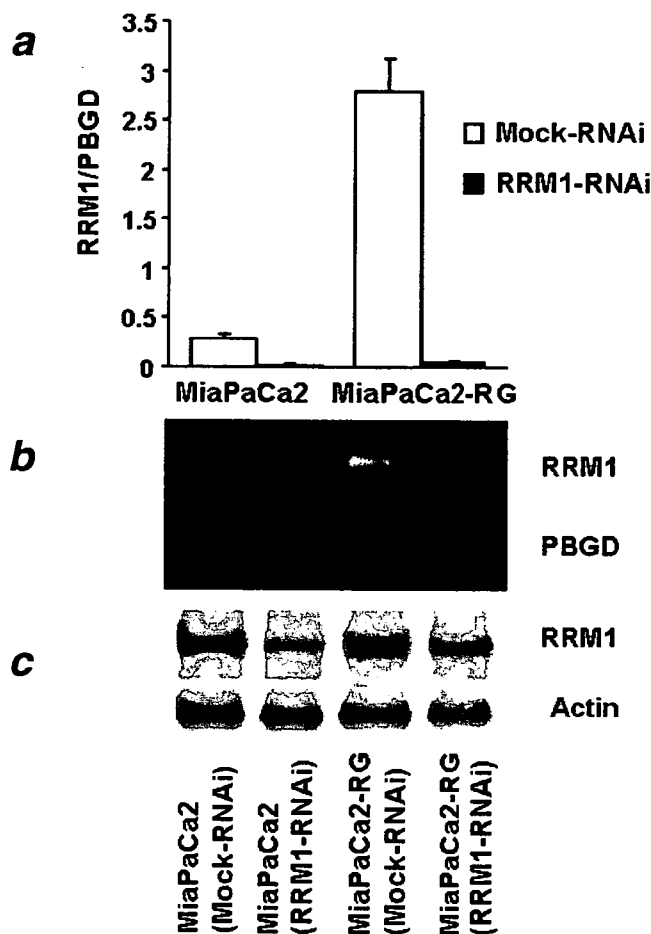 a
3.5
3
2.5
2
1.5
1
0.5
0
RRM1/PBGD
Mock-RNAi
RRM1-RNAi
MiaPaCa2 MiaPaCa2-RG
b
RRM1
PBGD
c
RRM1
Actin
MiaPaCa2
(Mock-RNAi)
MiaPaCa2
(RRM1-RNAi)
MiaPaCa2-RG
(Mock-RNAi)
MiaPaCa2-RG
(RRM1-RNAi)